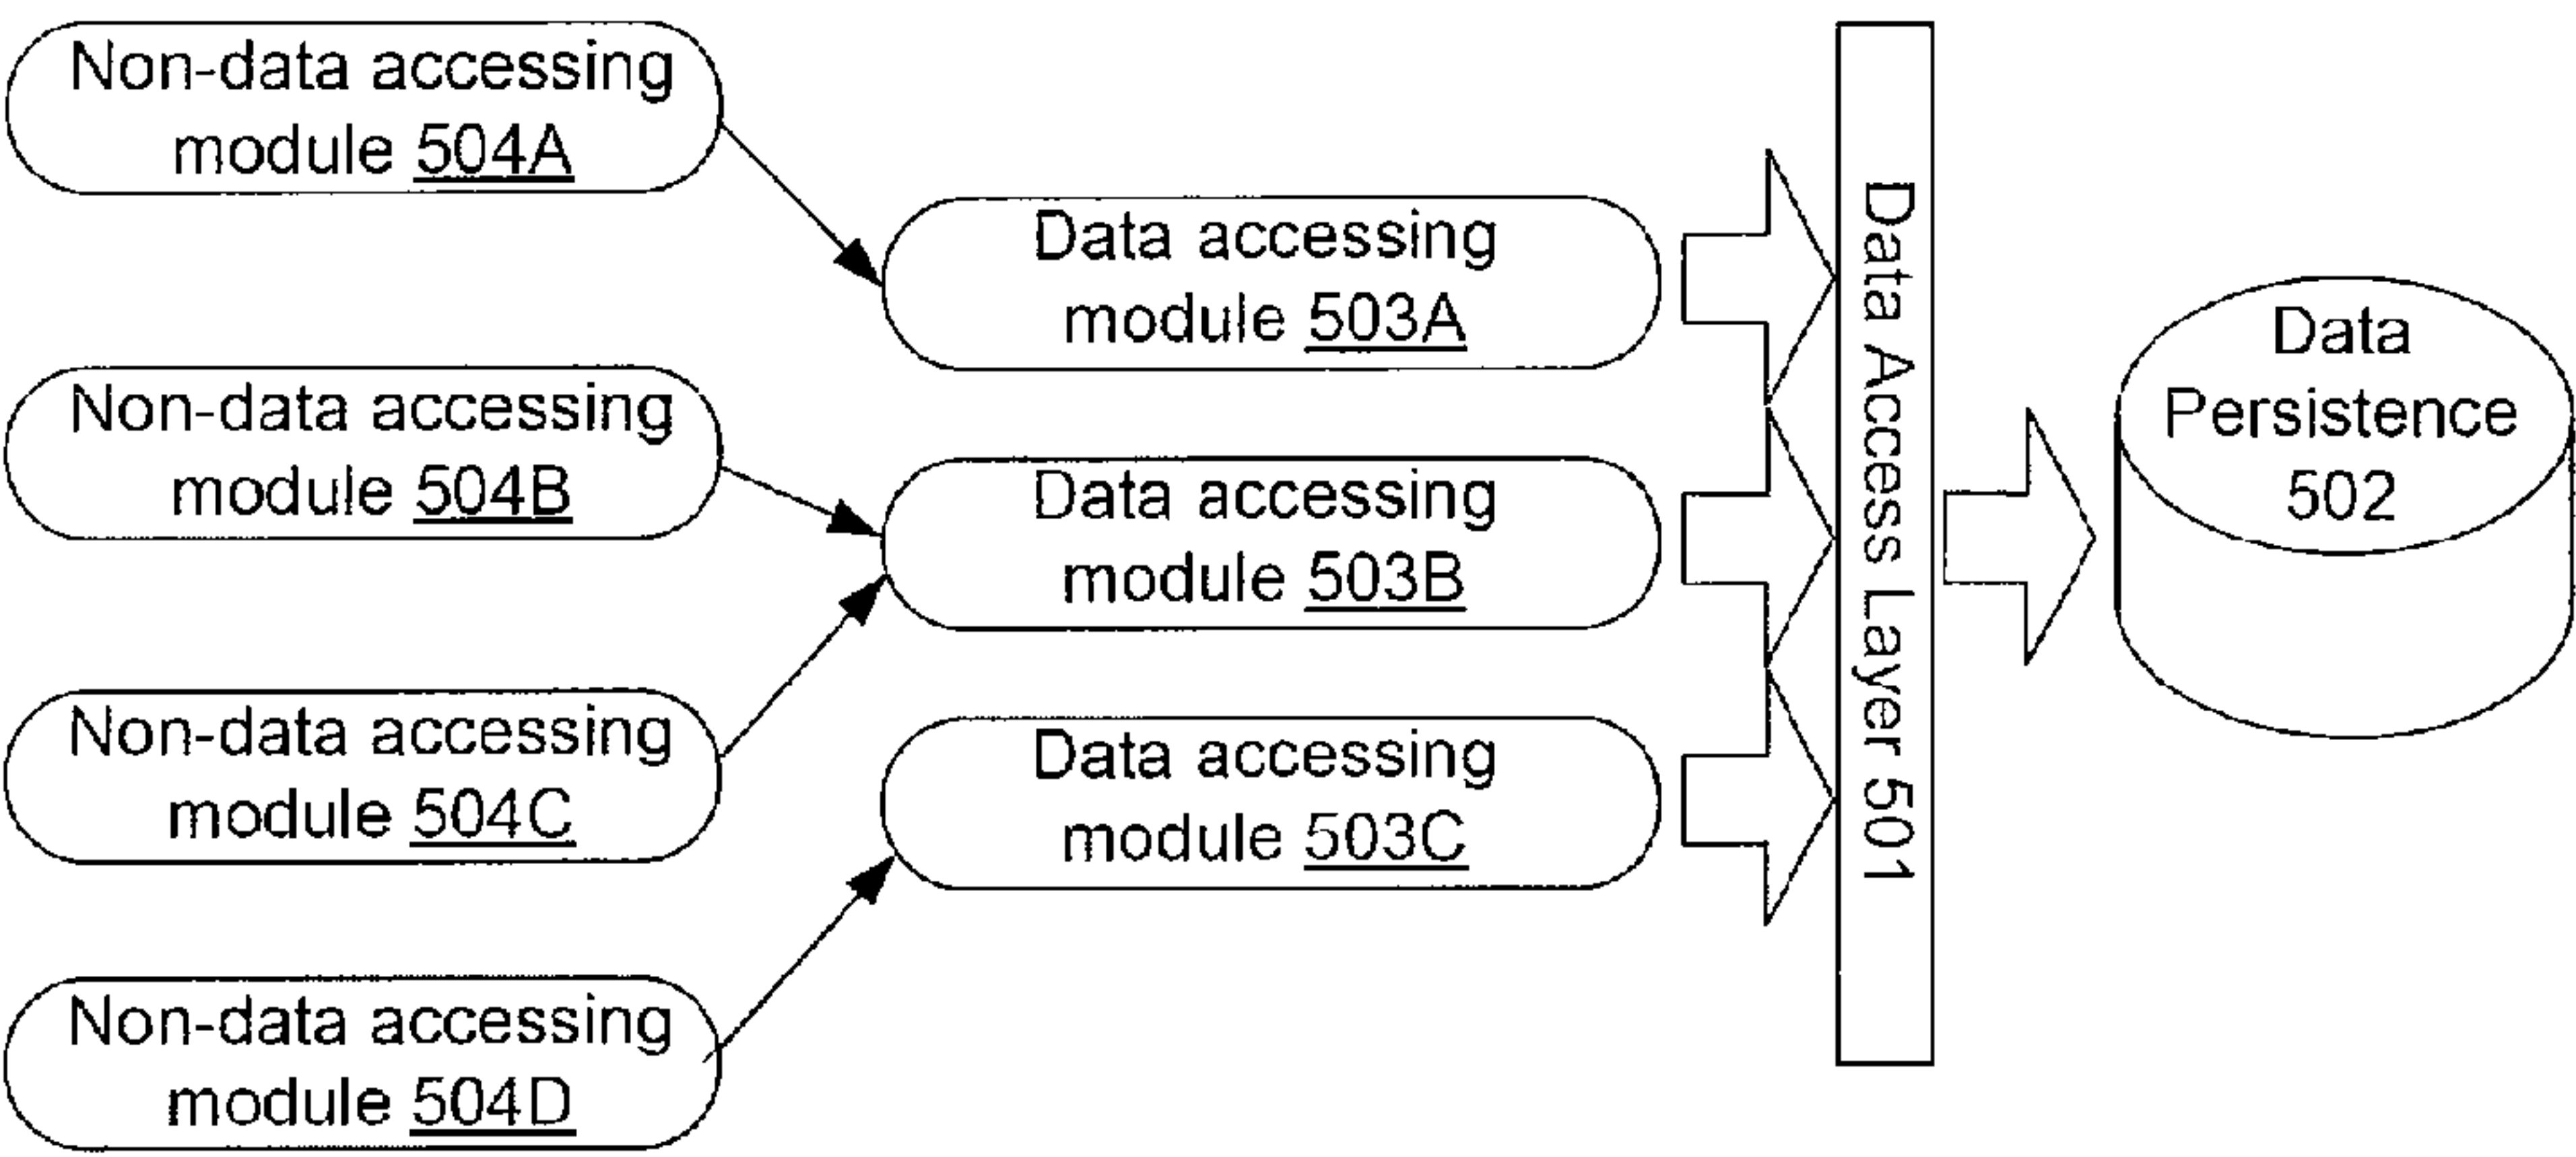 Non-data accessing
module 504A
Non-data accessing
module 504B
Non-data accessing
module 504C
Non-data accessing
module 504D
Data accessing
module 503A
Data accessing
module 503B
Data accessing
module 503C
Data Access Layer 501
Data
Persistence
502